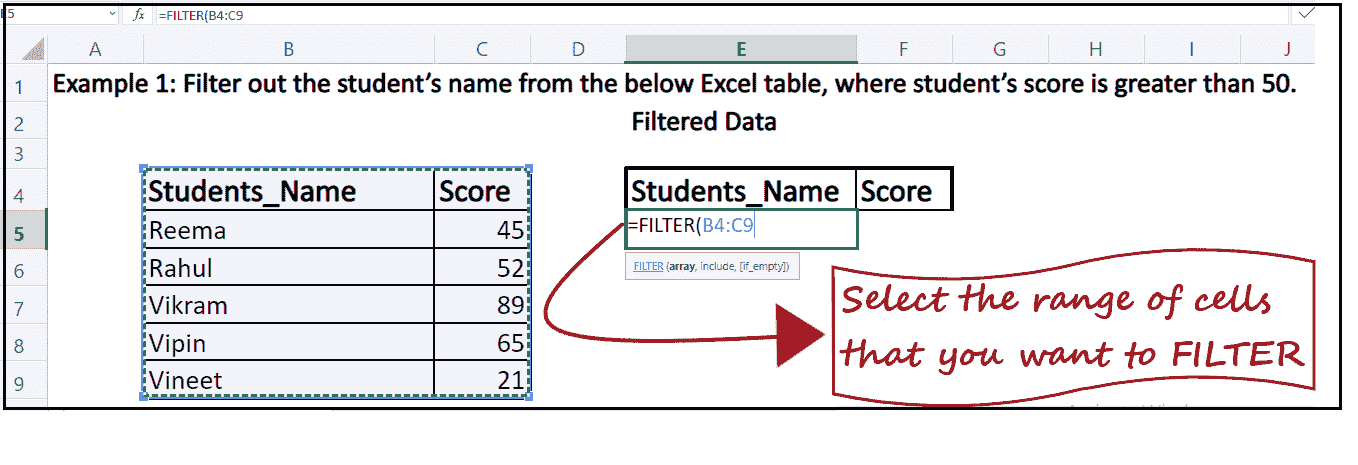 =FILTER(B4:C9
A B C D E F G H I J
1 Example 1: Filter out the student’s name from the below Excel table, where student’s score is greater than 50.
2 Filtered Data
3
4 Students_Name Score Students_Name Score
5 Reema 45 =FILTER(B4:C9
6 Rahul 52 FILTER (array, include, [if_empty])
7 Vikram 89
8 Vipin 65
9 Vineet 21
Select the range of cells
that you want to FILTER